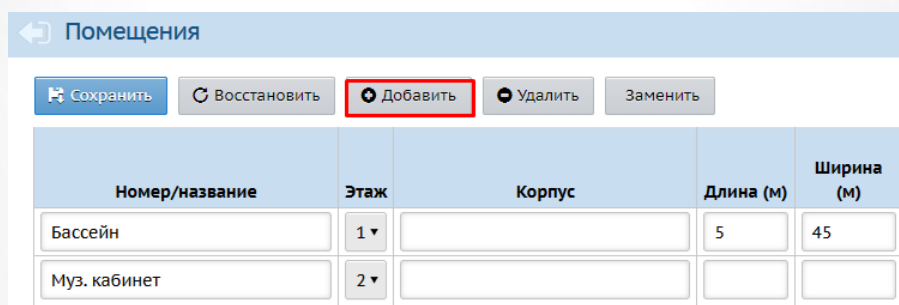 Помещения
Сохранить Восстановить Добавить Удалить Заменить
Номер/название Этаж Корпус Длина (м) Ширина (м)
Бассейн 1 5 45
Муз. кабинет 2